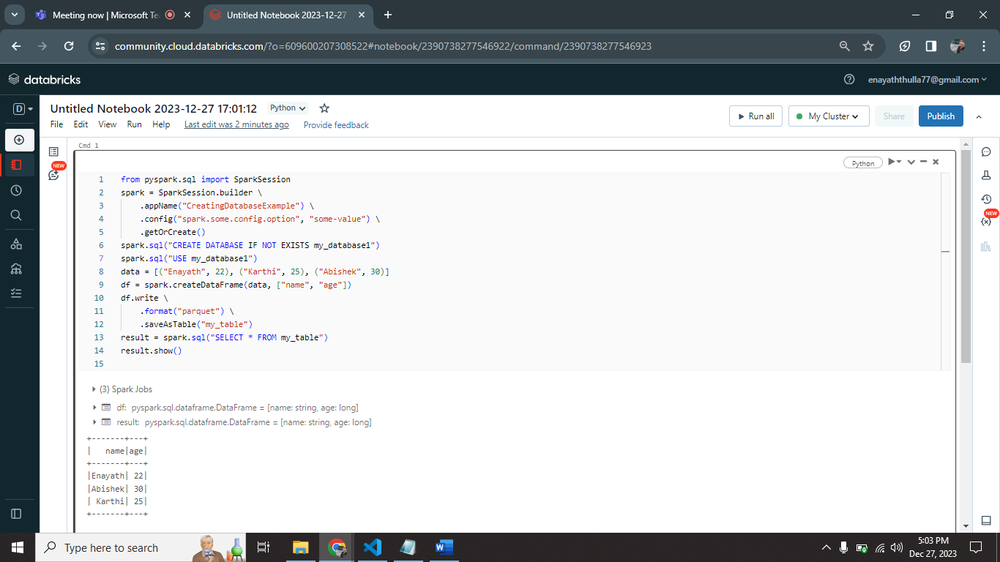 Meeting now | Microsoft Te
Untitled Notebook 2023-12-27
community.cloud.databricks.com/?o=609600207308522#notebook/2390738277546922/command/2390738277546923
databricks
enayaththulla77@gmail.com
D
Untitled Notebook 2023-12-27 17:01:12
Python
File Edit View Run Help Last edit was 2 minutes ago Provide feedback
Run all
My Cluster
Share
Publish
NEW
NEW
Cmd 1
Python
1 from pyspark.sql import SparkSession
2 spark = SparkSession.builder \
3     .appName("CreatingDatabaseExample") \
4     .config("spark.some.config.option", "some-value") \
5     .getOrCreate()
6 spark.sql("CREATE DATABASE IF NOT EXISTS my_database1")
7 spark.sql("USE my_database1")
8 data = [("Enayath", 22), ("Karthi", 25), ("Abishek", 30)]
9 df = spark.createDataFrame(data, ["name", "age"])
10 df.write \
11     .format("parquet") \
12     .saveAsTable("my_table")
13 result = spark.sql("SELECT * FROM my_table")
14 result.show()
15
(3) Spark Jobs
df: pyspark.sql.dataframe.DataFrame = [name: string, age: long]
result: pyspark.sql.dataframe.DataFrame = [name: string, age: long]
+-------+---+
|   name|age|
+-------+---+
|Enayath| 22|
|Abishek| 30|
| Karthi| 25|
+-------+---+
Type here to search
5:03 PM
Dec 27, 2023